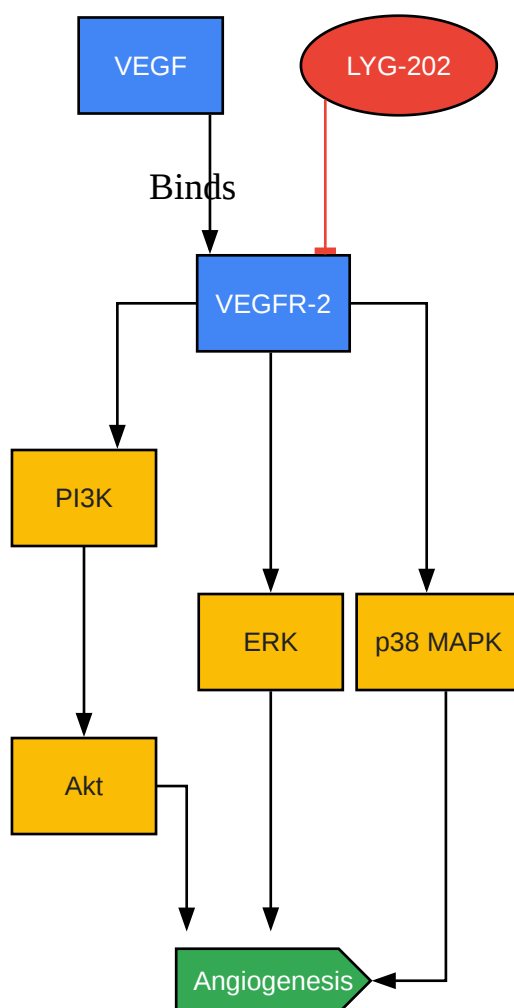 VEGF
LYG-202
Binds
VEGFR-2
PI3K
ERK
p38 MAPK
Akt
Angiogenesis